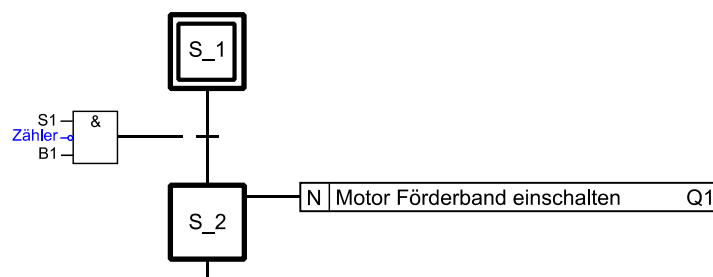 S_1
S1
&
Zähler
B1
N Motor Förderband einschalten Q1
S_2